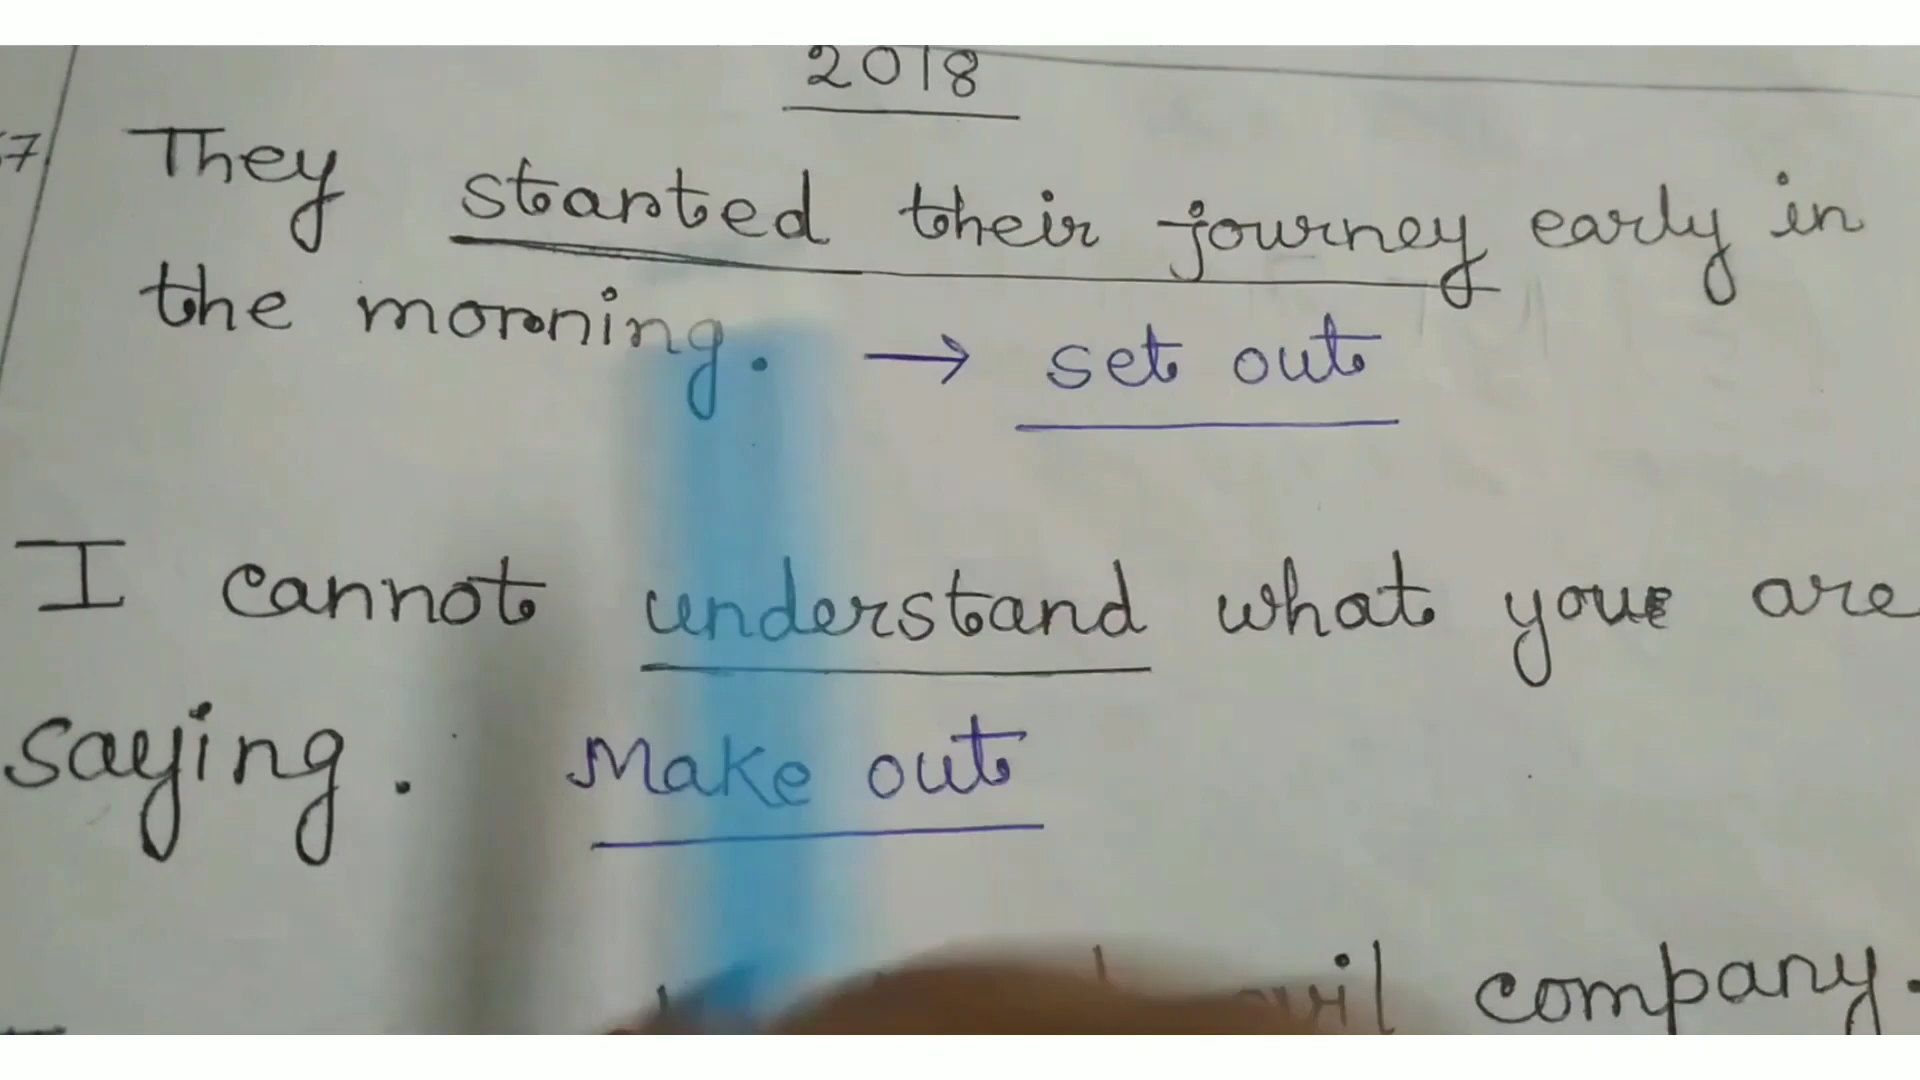 2018
7 They started their journey early in
the morning. → set out
I cannot understand what you are
saying. Make out
company.